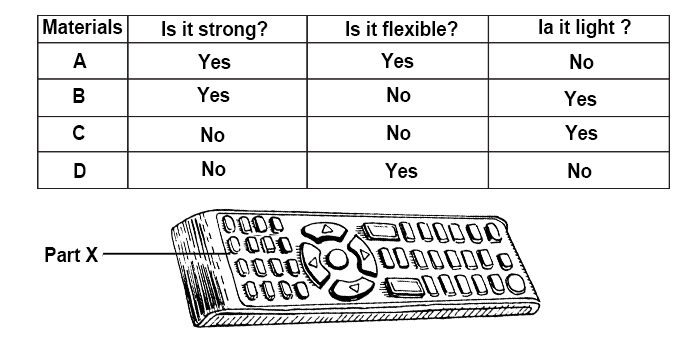 Materials Is it strong? Is it flexible? Ia it light ?
A Yes Yes No
B Yes No Yes
C No No Yes
D No Yes No
Part X